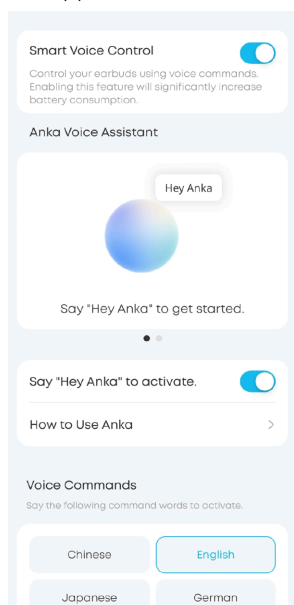 Smart Voice Control
Control your earbuds using voice commands.
Enabling this feature will significantly increase
battery consumption.
Anka Voice Assistant
Hey Anka
Say "Hey Anka" to get started.
Say "Hey Anka" to activate.
How to Use Anka
Voice Commands
Say the following command words to activate.
Chinese
English
Japanese
German